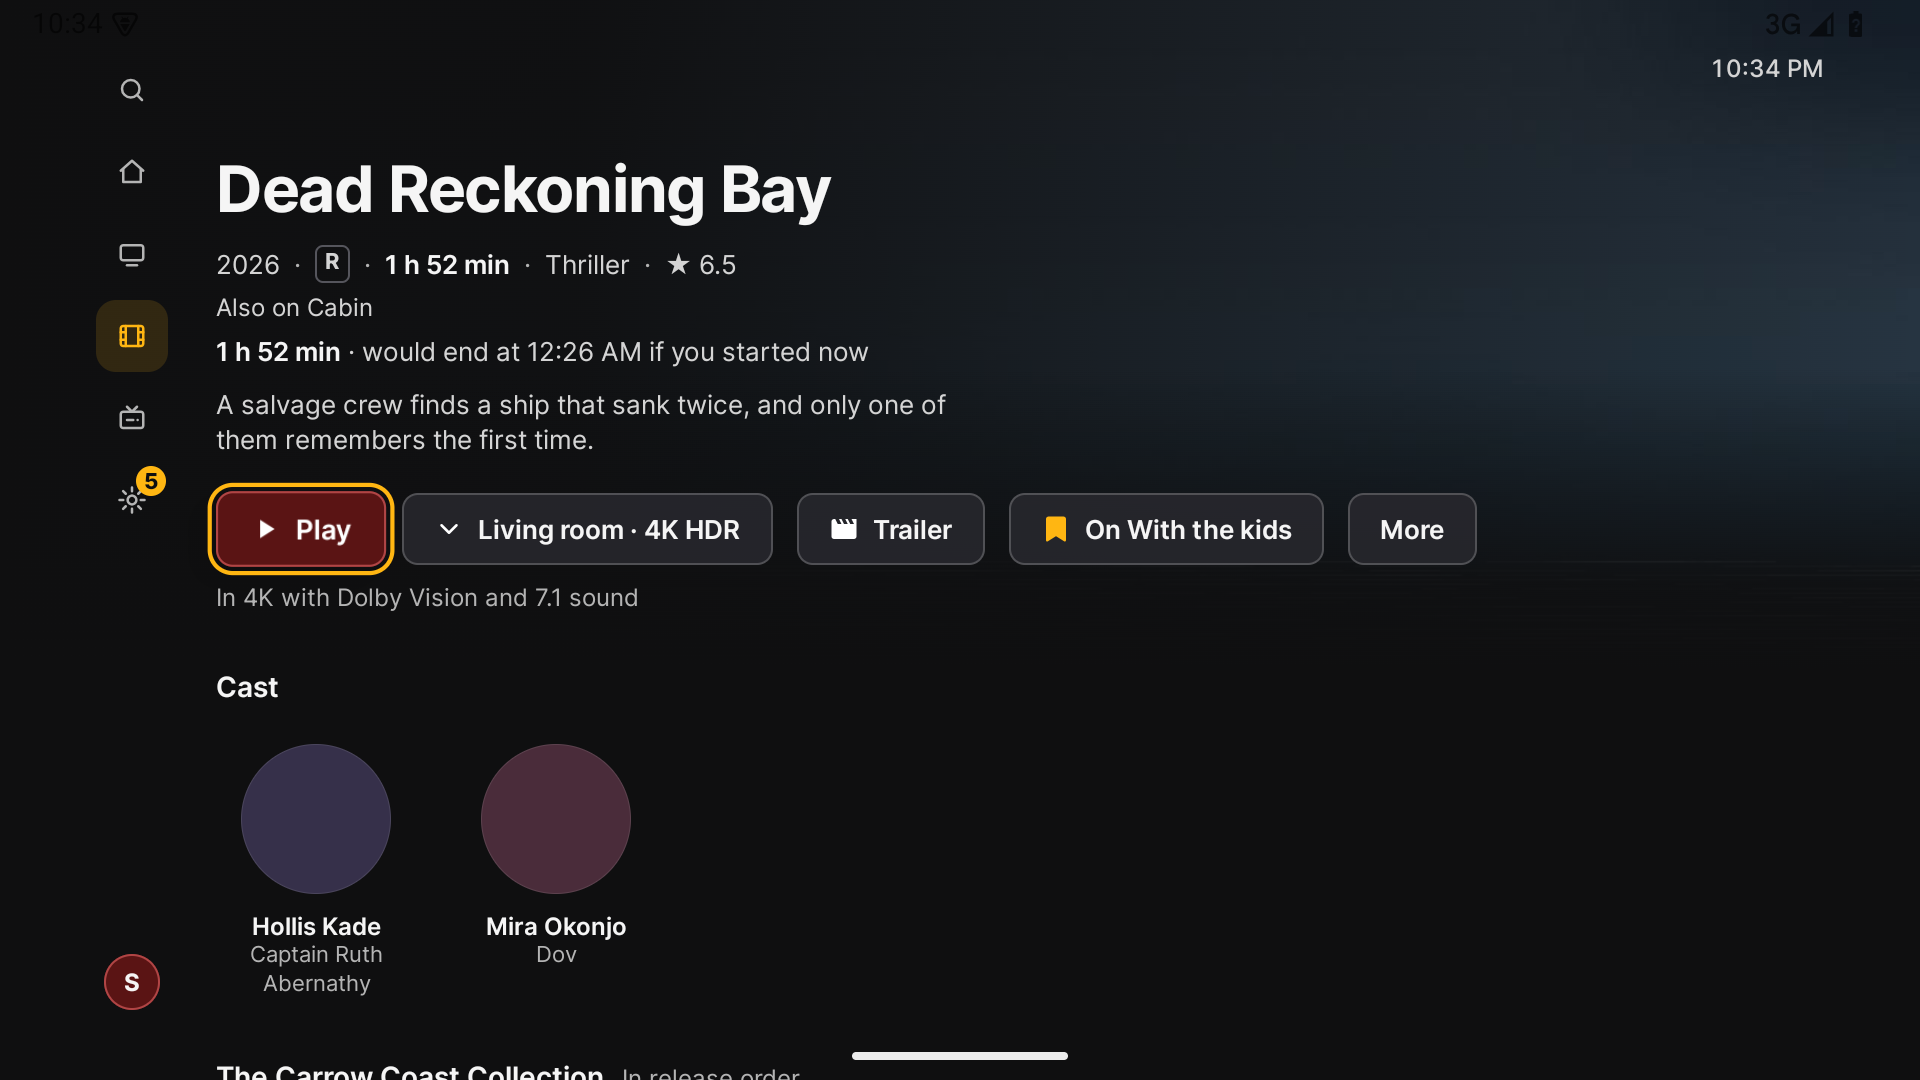 10:34
3G
10:34 PM
Dead Reckoning Bay
2026 · R · 1 h 52 min · Thriller · ★ 6.5
Also on Cabin
1 h 52 min · would end at 12:26 AM if you started now
A salvage crew finds a ship that sank twice, and only one of
them remembers the first time.
5
Play
Living room · 4K HDR
Trailer
On With the kids
More
In 4K with Dolby Vision and 7.1 sound
Cast
Hollis Kade
Captain Ruth
Abernathy
Mira Okonjo
Dov
S
The Carrow Coast Collection In release order